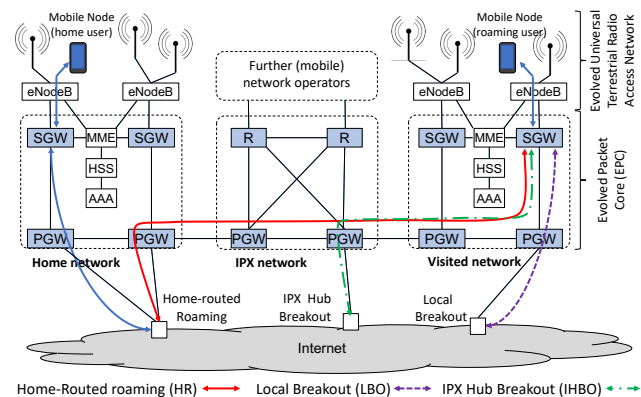 Mobile Node
(home user)
Mobile Node
(roaming user)
Further (mobile)
network operators
Evolved Universal
Terrestrial Radio
Access Network
eNodeB
eNodeB
eNodeB
eNodeB
SGW
MME
SGW
R
R
SGW
MME
SGW
HSS
HSS
AAA
AAA
Evolved Packet
Core (EPC)
PGW
PGW
PGW
PGW
PGW
PGW
Home network
IPX network
Visited network
Home-routed
Roaming
IPX Hub
Breakout
Local
Breakout
Internet
Home-Routed roaming (HR)
Local Breakout (LBO)
IPX Hub Breakout (IHBO)